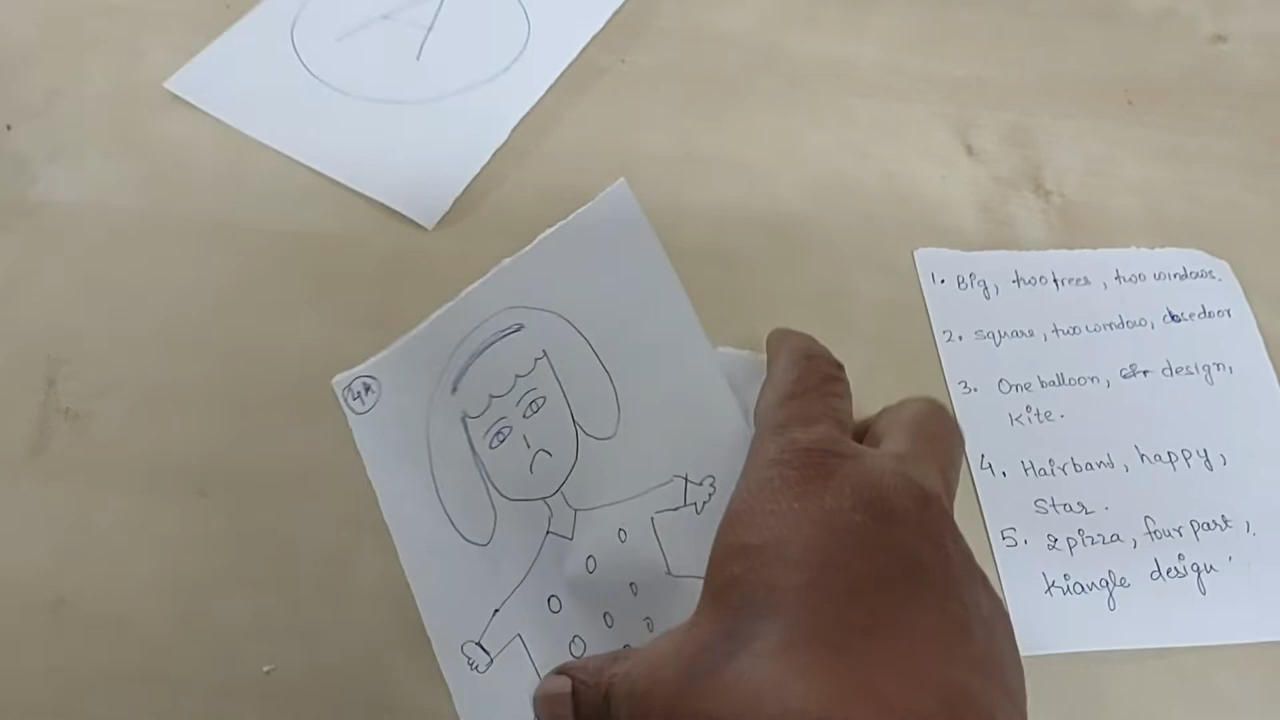 A
4A
1. Big, two trees, two windows.
2. square, two window, closedoor
3. One balloon, design,
kite.
4. Hairband, happy,
star.
5. 2 pizza, four part,
triangle design